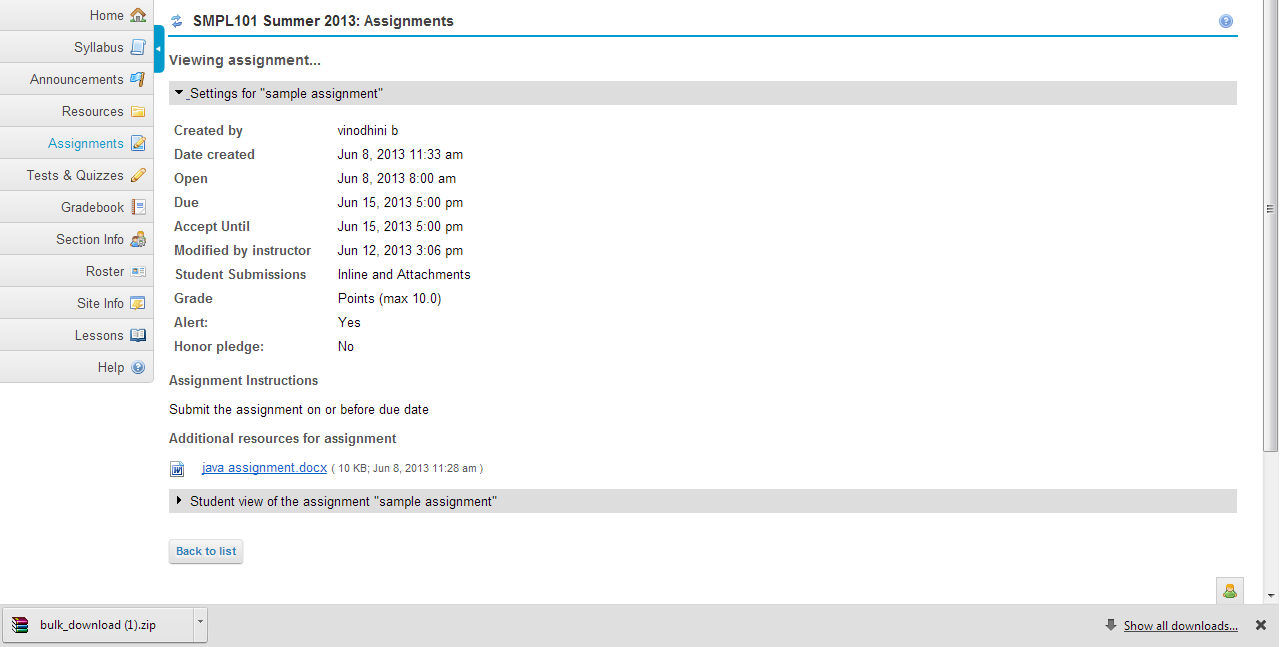 Home
Syllabus
Announcements
Resources
Assignments
Tests & Quizzes
Gradebook
Section Info
Roster
Site Info
Lessons
Help
SMPL101 Summer 2013: Assignments
Viewing assignment...
Settings for "sample assignment"
Created by vinodhini b
Date created Jun 8, 2013 11:33 am
Open Jun 8, 2013 8:00 am
Due Jun 15, 2013 5:00 pm
Accept Until Jun 15, 2013 5:00 pm
Modified by instructor Jun 12, 2013 3:06 pm
Student Submissions Inline and Attachments
Grade Points (max 10.0)
Alert: Yes
Honor pledge: No
Assignment Instructions
Submit the assignment on or before due date
Additional resources for assignment
java assignment.docx ( 10 KB; Jun 8, 2013 11:28 am )
Student view of the assignment "sample assignment"
Back to list
bulk_download (1).zip
Show all downloads...